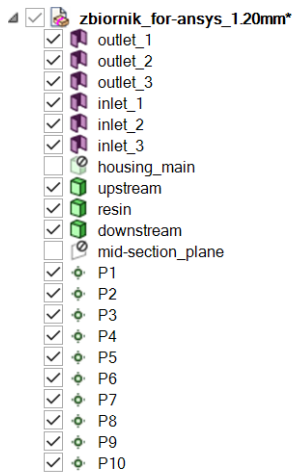 zbiornik_for-ansys_1.20mm*
outlet_1
outlet_2
outlet_3
inlet_1
inlet_2
inlet_3
housing_main
upstream
resin
downstream
mid-section_plane
P1
P2
P3
P4
P5
P6
P7
P8
P9
P10